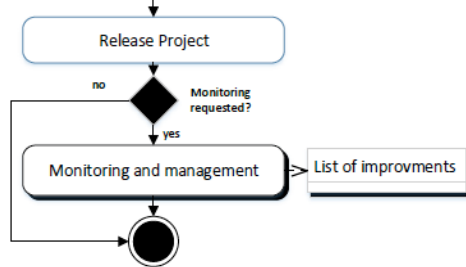 Release Project
no
Monitoring
requested?
yes
Monitoring and management
List of improvments